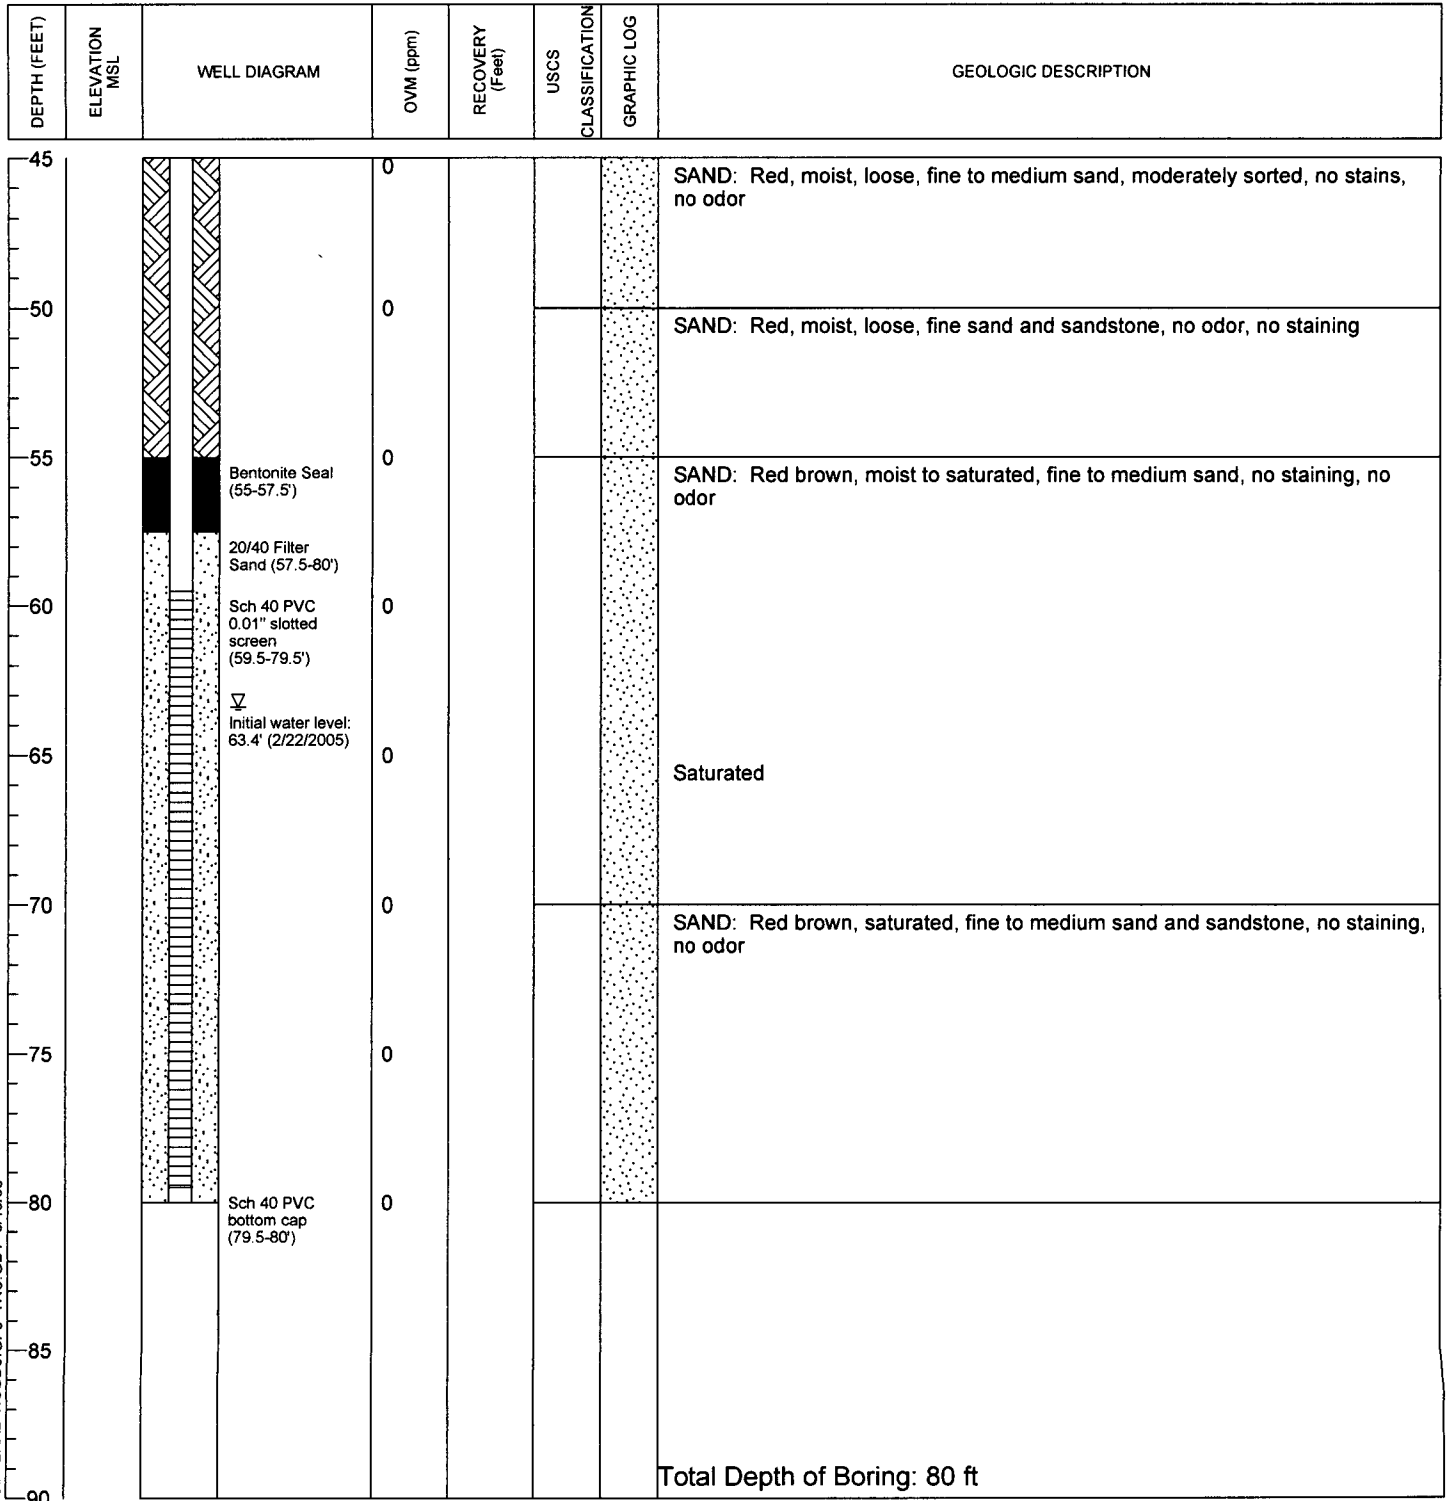 DEPTH (FEET)
ELEVATION
MSL
WELL DIAGRAM
OVM (ppm)
RECOVERY
(Feet)
USCS
CLASSIFICATION
GRAPHIC LOG
GEOLOGIC DESCRIPTION
45
0
SAND: Red, moist, loose, fine to medium sand, moderately sorted, no stains,
no odor
50
0
SAND: Red, moist, loose, fine sand and sandstone, no odor, no staining
55
0
Bentonite Seal
(55-57.5')
SAND: Red brown, moist to saturated, fine to medium sand, no staining, no
odor
20/40 Filter
Sand (57.5-80')
60
0
Sch 40 PVC
0.01" slotted
screen
(59.5-79.5')
Initial water level:
63.4' (2/22/2005)
65
0
Saturated
70
0
SAND: Red brown, saturated, fine to medium sand and sandstone, no staining,
no odor
75
0
80
0
Sch 40 PVC
bottom cap
(79.5-80')
85
Total Depth of Boring: 80 ft
90